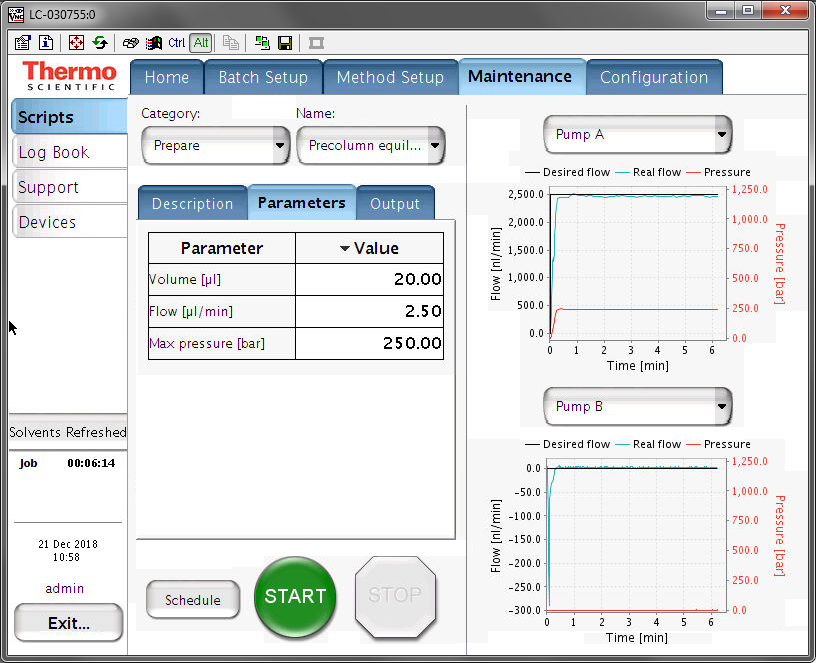 LC-030755:0
Ctrl Alt
Thermo
SCIENTIFIC
Home Batch Setup Method Setup Maintenance Configuration
Scripts
Log Book
Support
Devices
Solvents Refreshed
Job 00:06:14
21 Dec 2018
10:58
admin
Exit...
Category: Name:
Prepare Precolumn equil...
Description Parameters Output
Parameter Value
Volume [µl] 20.00
Flow [µl/min] 2.50
Max pressure [bar] 250.00
Schedule START STOP
Pump A
Desired flow Real flow Pressure
Flow [nl/min]
2,500.0
2,000.0
1,500.0
1,000.0
500.0
0.0
1,250.0
1,000.0
750.0
500.0
250.0
0.0
Pressure [bar]
0 1 2 3 4 5 6
Time [min]
Pump B
Desired flow Real flow Pressure
Flow [nl/min]
0.0
-50.0
-100.0
-150.0
-200.0
-250.0
-300.0
1,250.0
1,000.0
750.0
500.0
250.0
0.0
Pressure [bar]
0 1 2 3 4 5 6
Time [min]